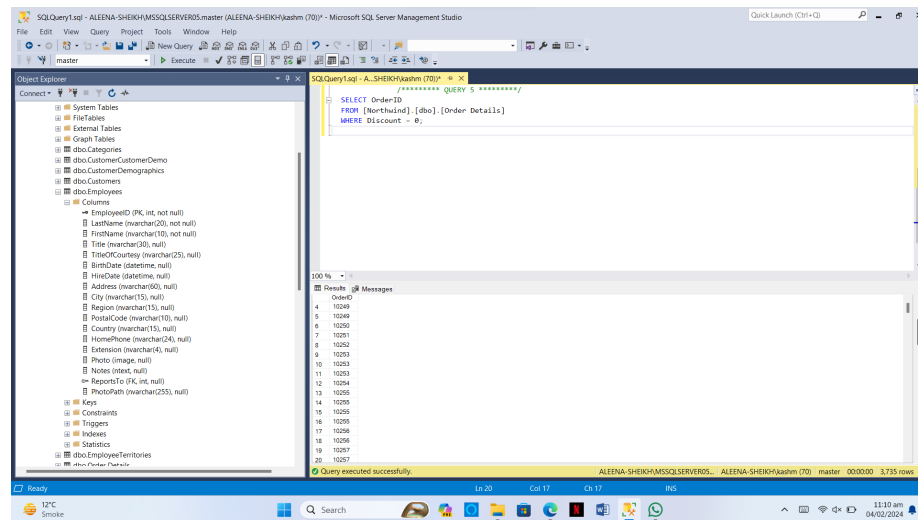 SQLQuery1.sql - ALEENA-SHEIKH\MSSQLSERVER05.master (ALEENA-SHEIKH\kashm (70))* - Microsoft SQL Server Management Studio
Quick Launch (Ctrl+Q)
File Edit View Query Project Tools Window Help
New Query
master
Execute
Object Explorer
SQLQuery1.sql - A...SHEIKH\kashm (70))*
Connect
/********* QUERY 5 *********/
SELECT OrderID
FROM [Northwind].[dbo].[Order Details]
WHERE Discount = 0;
System Tables
FileTables
External Tables
Graph Tables
dbo.Categories
dbo.CustomerCustomerDemo
dbo.CustomerDemographics
dbo.Customers
dbo.Employees
Columns
EmployeeID (PK, int, not null)
LastName (nvarchar(20), not null)
FirstName (nvarchar(10), not null)
Title (nvarchar(30), null)
TitleOfCourtesy (nvarchar(25), null)
BirthDate (datetime, null)
HireDate (datetime, null)
Address (nvarchar(60), null)
City (nvarchar(15), null)
Region (nvarchar(15), null)
PostalCode (nvarchar(10), null)
Country (nvarchar(15), null)
HomePhone (nvarchar(24), null)
Extension (nvarchar(4), null)
Photo (image, null)
Notes (ntext, null)
ReportsTo (FK, int, null)
PhotoPath (nvarchar(255), null)
Keys
Constraints
Triggers
Indexes
Statistics
dbo.EmployeeTerritories
dbo.Order Details
100 %
Results Messages
OrderID
4 10249
5 10249
6 10250
7 10251
8 10252
9 10253
10 10253
11 10253
12 10254
13 10255
14 10255
15 10255
16 10255
17 10256
18 10256
19 10257
20 10257
Query executed successfully.
ALEENA-SHEIKH\MSSQLSERVER05... ALEENA-SHEIKH\kashm (70) master 00:00:00 3,735 rows
Ready Ln 20 Col 17 Ch 17 INS
12°C
Smoke
Search
11:10 am
04/02/2024